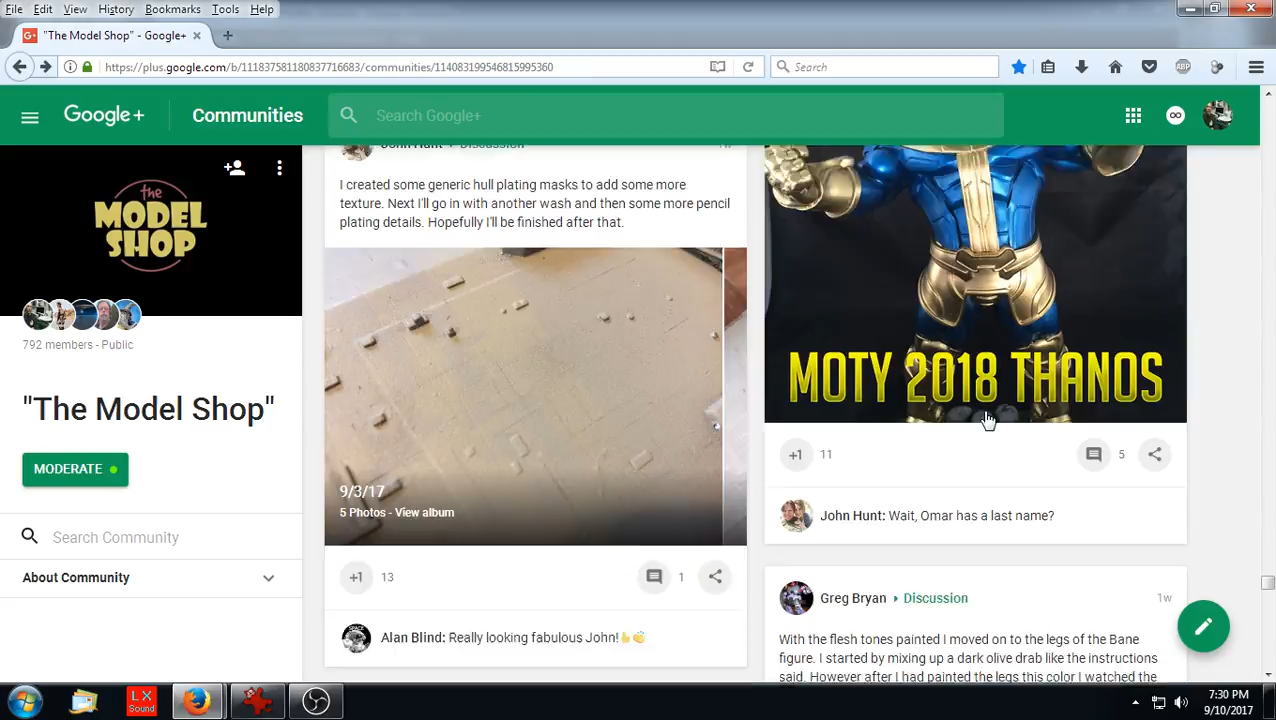 File Edit View History Bookmarks Tools Help
"The Model Shop" - Google+
https://plus.google.com/b/111837581180837716683/communities/114083199546815995360
Search
ABP
Google+ Communities Search Google+
the
MODEL
SHOP
792 members - Public
"The Model Shop"
MODERATE
Search Community
About Community
John Hunt Discussion 1w
I created some generic hull plating masks to add some more
texture. Next I'll go in with another wash and then some more pencil
plating details. Hopefully I'll be finished after that.
9/3/17
5 Photos - View album
+1 13 1
Alan Blind: Really looking fabulous John!👍👏
MOTY 2018 THANOS
+1 11 5
John Hunt: Wait, Omar has a last name?
Greg Bryan Discussion 1w
With the flesh tones painted I moved on to the legs of the Bane
figure. I started by mixing up a dark olive drab like the instructions
said. However after I had painted the legs this color I watched the
LX
Sound
7:30 PM
9/10/2017